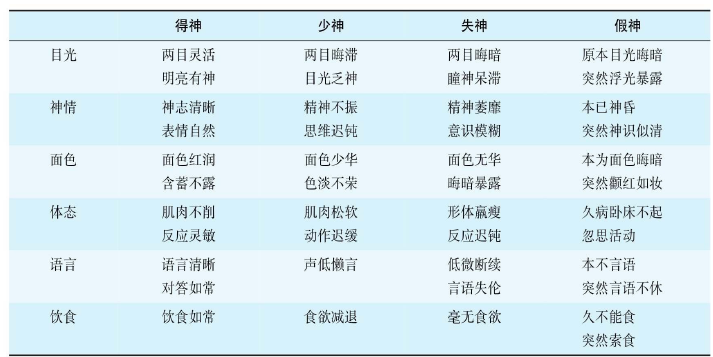 得神 少神 失神 假神
目光 两目灵活 两目晦滞 两目晦暗 原本目光晦暗
明亮有神 目光乏神 瞳神呆滞 突然浮光暴露
神情 神志清晰 精神不振 精神萎靡 本已神昏
表情自然 思维迟钝 意识模糊 突然神识似清
面色 面色红润 面色少华 面色无华 本为面色晦暗
含蓄不露 色淡不荣 晦暗暴露 突然颧红如妆
体态 肌肉不削 肌肉松软 形体羸瘦 久病卧床不起
反应灵敏 动作迟缓 反应迟钝 忽思活动
语言 语言清晰 声低懒言 低微断续 本不言语
对答如常 言语失伦 突然言语不休
饮食 饮食如常 食欲减退 毫无食欲 久不能食
突然索食